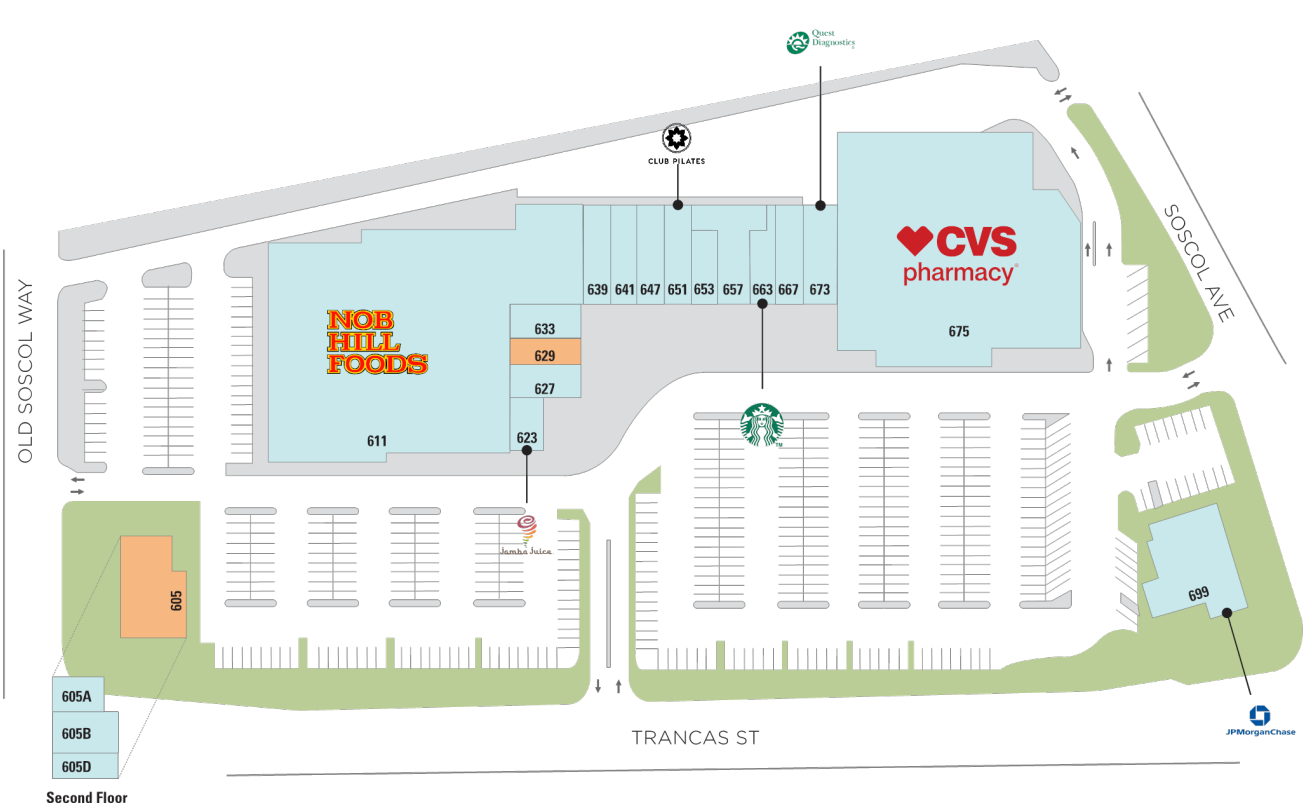 Quest
Diagnostics
CLUB PILATES
SOSCOL AVE
OLD SOSCOL WAY
CVS
pharmacy
639
641
647
651
653
657
663
667
673
675
NOB
HILL
FOODS
633
629
627
623
611
Jamba Juice
TM
605
699
605A
605B
605D
Second Floor
TRANCAS ST
JPMorganChase